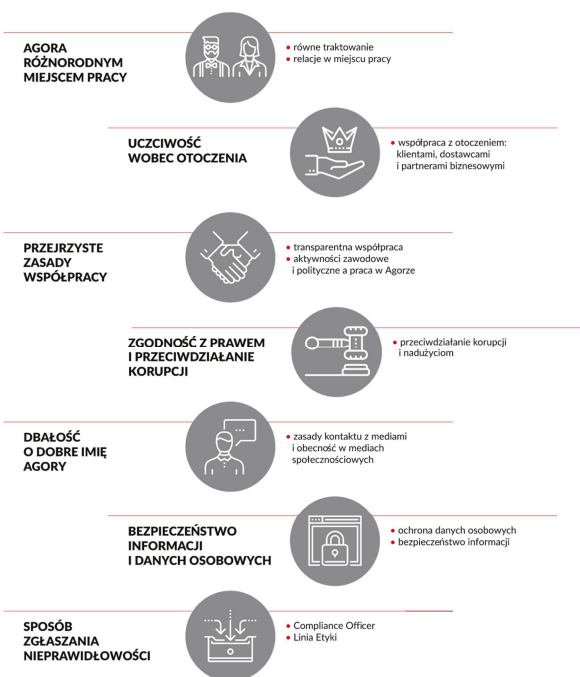 AGORA
RÓŻNORODNYM
MIEJSCEM PRACY
• równe traktowanie
• relacje w miejscu pracy
UCZCIWOŚĆ
WOBEC OTOCZENIA
• współpraca z otoczeniem:
klientami, dostawcami
i partnerami biznesowymi
PRZEJRZYSTE
ZASADY
WSPÓŁPRACY
• transparentna współpraca
• aktywności zawodowe
i polityczne a praca w Agorze
ZGODNOŚĆ Z PRAWEM
I PRZECIWDZIAŁANIE
KORUPCJI
• przeciwdziałanie korupcji
i nadużyciom
DBAŁOŚĆ
O DOBRE IMIĘ
AGORY
• zasady kontaktu z mediami
i obecność w mediach
społecznościowych
BEZPIECZEŃSTWO
INFORMACJI
I DANYCH OSOBOWYCH
• ochrona danych osobowych
• bezpieczeństwo informacji
SPOSÓB
ZGŁASZANIA
NIEPRAWIDŁOWOŚCI
• Compliance Officer
• Linia Etyki